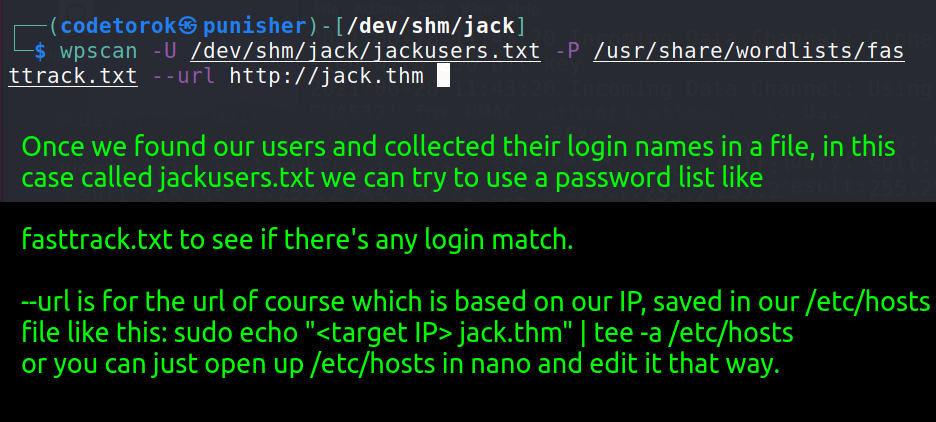 ┌──(codetorok㉿punisher)-[/dev/shm/jack]
└─$ wpscan -U /dev/shm/jack/jackusers.txt -P /usr/share/wordlists/fas
ttrack.txt --url http://jack.thm
Once we found our users and collected their login names in a file, in this
case called jackusers.txt we can try to use a password list like
fasttrack.txt to see if there's any login match.
--url is for the url of course which is based on our IP, saved in our /etc/hosts
file like this: sudo echo "<target IP> jack.thm" | tee -a /etc/hosts
or you can just open up /etc/hosts in nano and edit it that way.